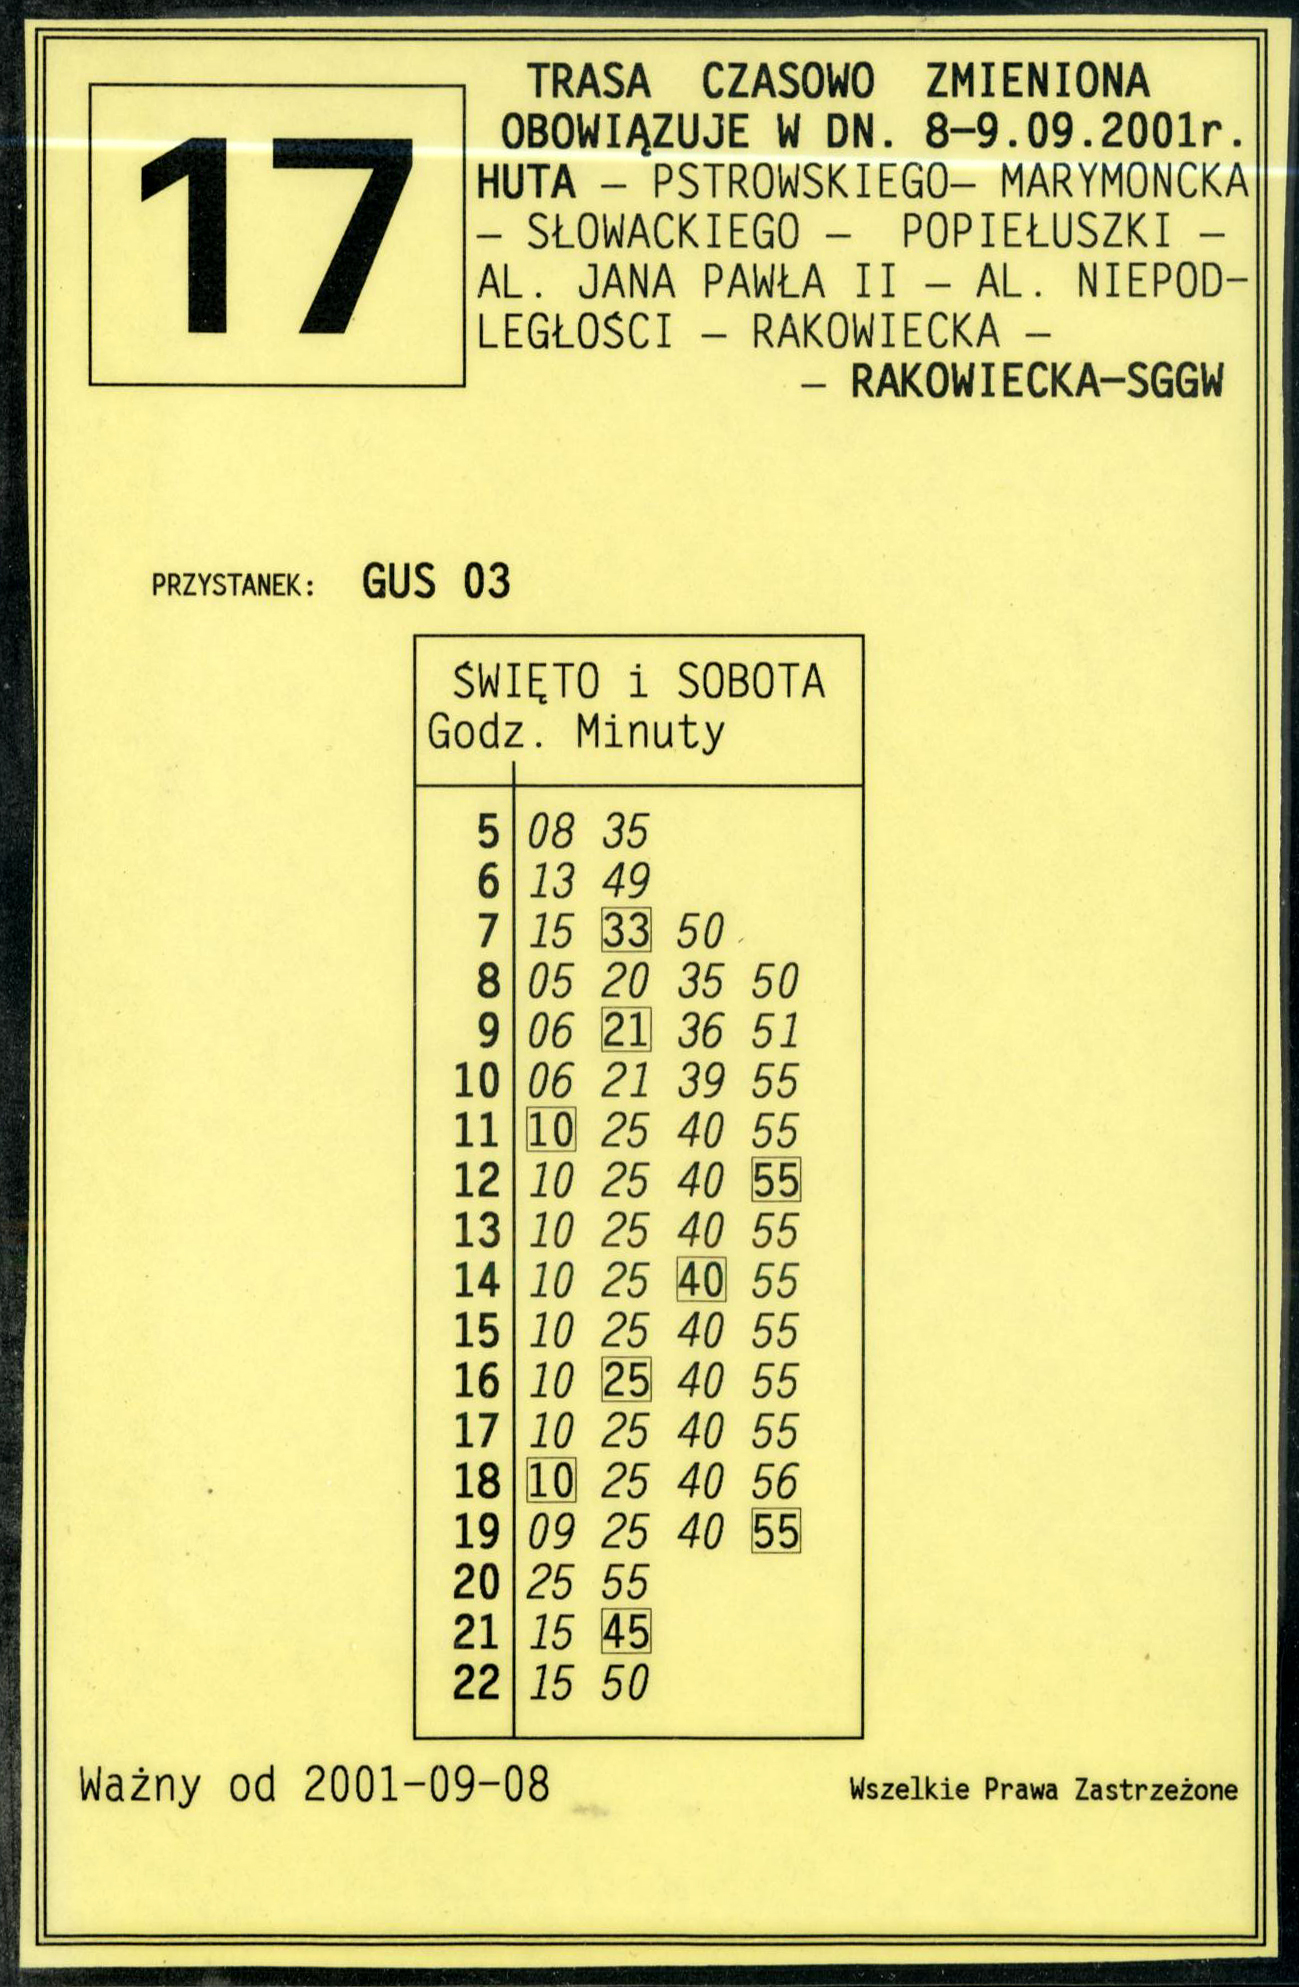 17
TRASA CZASOWO ZMIENIONA
OBOWIĄZUJE W DN. 8–9.09.2001r.
HUTA – PSTROWSKIEGO– MARYMONCKA
– SŁOWACKIEGO – POPIEŁUSZKI –
AL. JANA PAWŁA II – AL. NIEPOD-
LEGŁOŚCI – RAKOWIECKA –
– RAKOWIECKA–SGGW
PRZYSTANEK: GUS 03
ŚWIĘTO i SOBOTA
Godz. Minuty
5 08 35
6 13 49
7 15 33 50
8 05 20 35 50
9 06 21 36 51
10 06 21 39 55
11 10 25 40 55
12 10 25 40 55
13 10 25 40 55
14 10 25 40 55
15 10 25 40 55
16 10 25 40 55
17 10 25 40 55
18 10 25 40 56
19 09 25 40 55
20 25 55
21 15 45
22 15 50
Ważny od 2001–09–08
Wszelkie Prawa Zastrzeżone